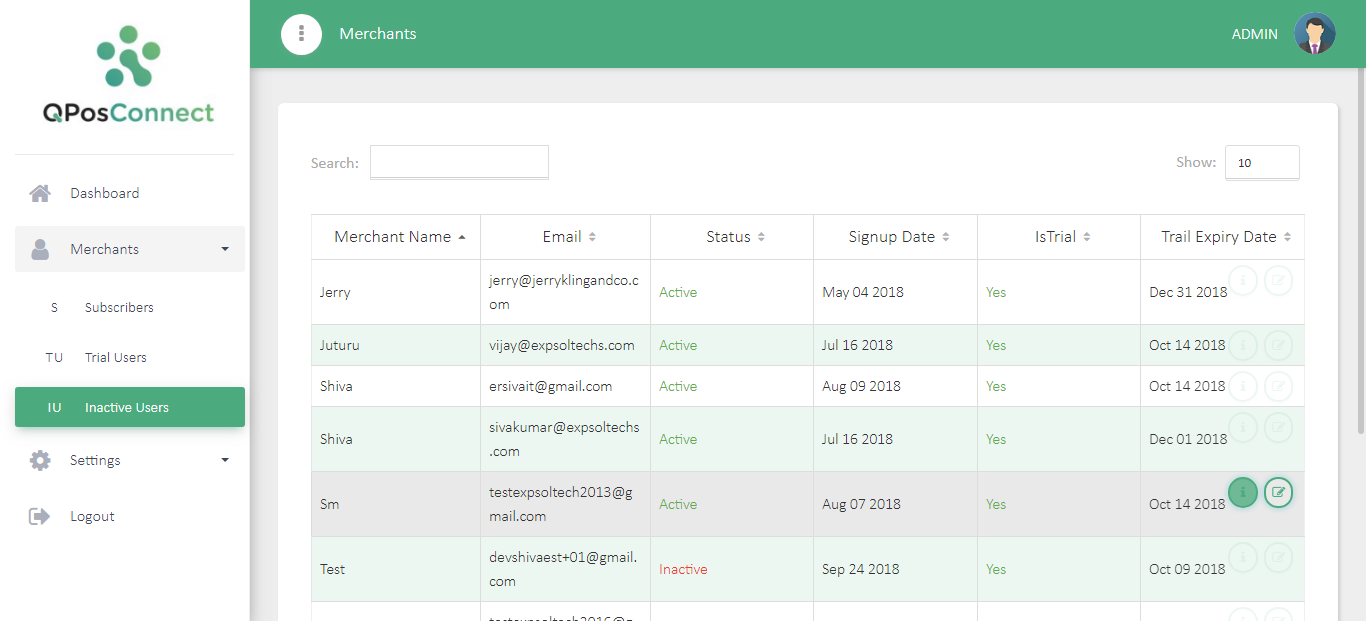 QPosConnect
Merchants
ADMIN
Dashboard
Merchants
S Subscribers
TU Trial Users
IU Inactive Users
Settings
Logout
Search:
Show: 10
Merchant Name Email Status Signup Date IsTrial Trail Expiry Date
Jerry jerry@jerryklingandco.c Active May 04 2018 Yes Dec 31 2018
om
Juturu vijay@expsoltechs.com Active Jul 16 2018 Yes Oct 14 2018
Shiva ersivait@gmail.com Active Aug 09 2018 Yes Oct 14 2018
Shiva sivakumar@expsoltechs Active Jul 16 2018 Yes Dec 01 2018
.com
Sm testexpsoltech2013@g Active Aug 07 2018 Yes Oct 14 2018
mail.com
Test devshivaest+01@gmail. Inactive Sep 24 2018 Yes Oct 09 2018
com